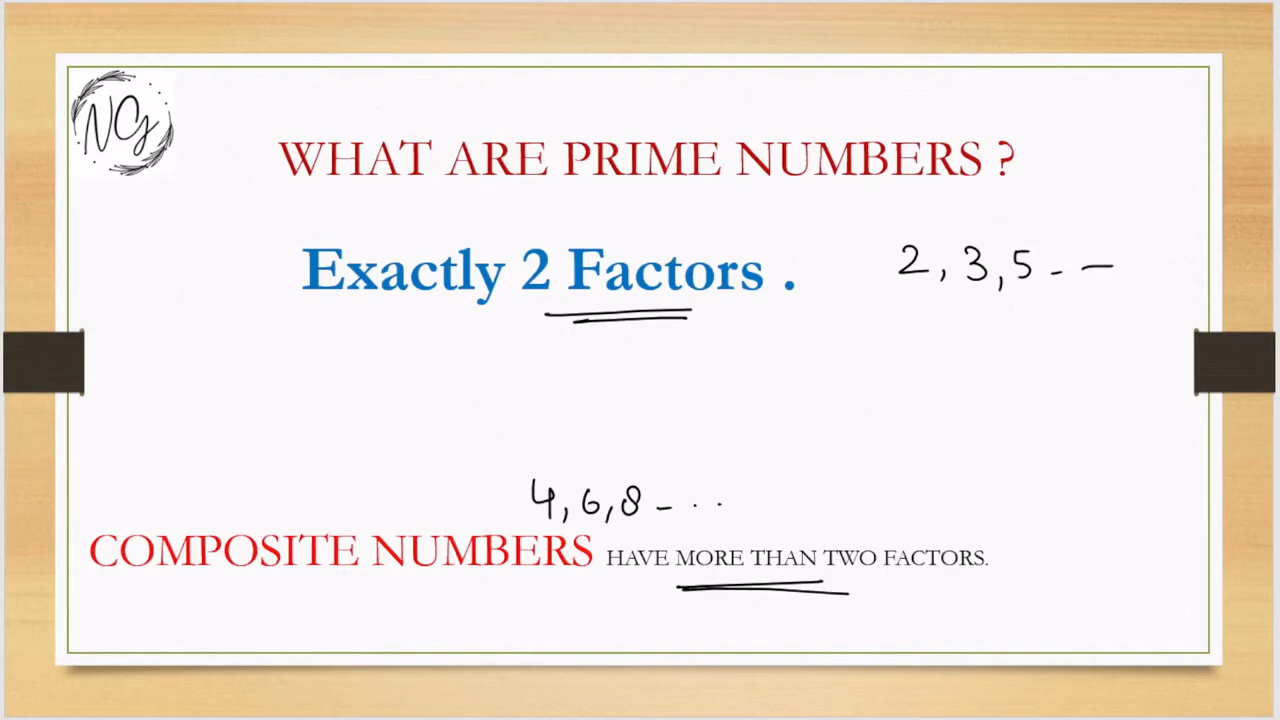 NG
WHAT ARE PRIME NUMBERS ?
Exactly 2 Factors .
2, 3, 5 - -
4, 6, 8 - . .
COMPOSITE NUMBERS HAVE MORE THAN TWO FACTORS.